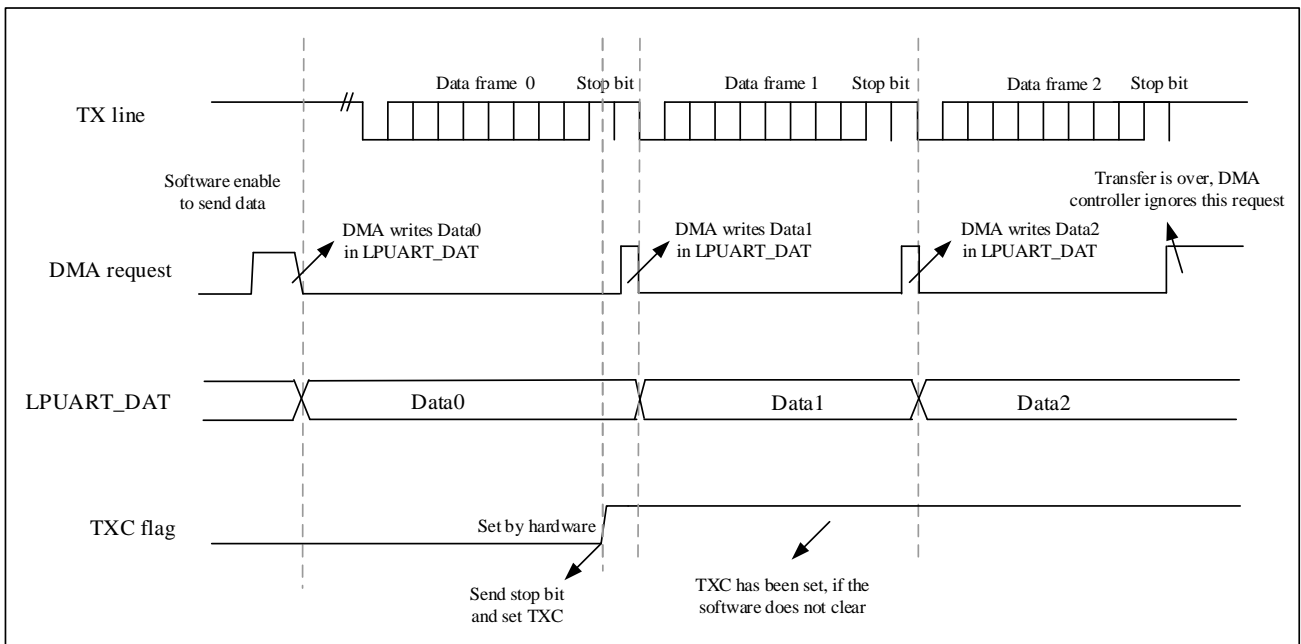 Data frame 0 Stop bit Data frame 1 Stop bit Data frame 2 Stop bit
TX line
Software enable
to send data
Transfer is over, DMA
controller ignores this request
DMA writes Data0
in LPUART_DAT
DMA writes Data1
in LPUART_DAT
DMA writes Data2
in LPUART_DAT
DMA request
LPUART_DAT Data0 Data1 Data2
TXC flag
Set by hardware
Send stop bit
and set TXC
TXC has been set, if the
software does not clear